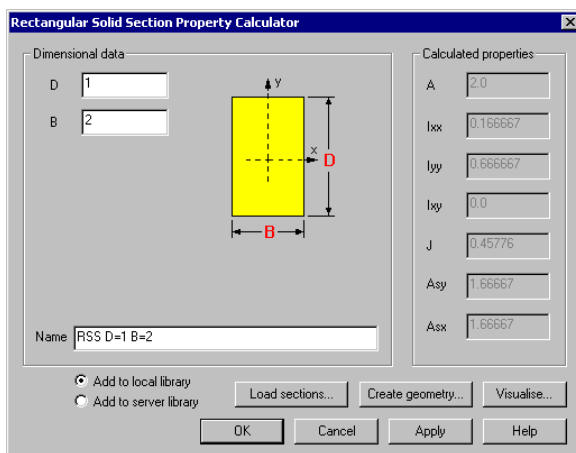 Rectangular Solid Section Property Calculator
Dimensional data
D 1
B 2
y
x
D
B
Name RSS D=1 B=2
Calculated properties
A 2.0
Ixx 0.166667
Iyy 0.666667
Ixy 0.0
J 0.45776
Asy 1.66667
Asx 1.66667
Add to local library
Add to server library
Load sections... Create geometry... Visualise...
OK Cancel Apply Help